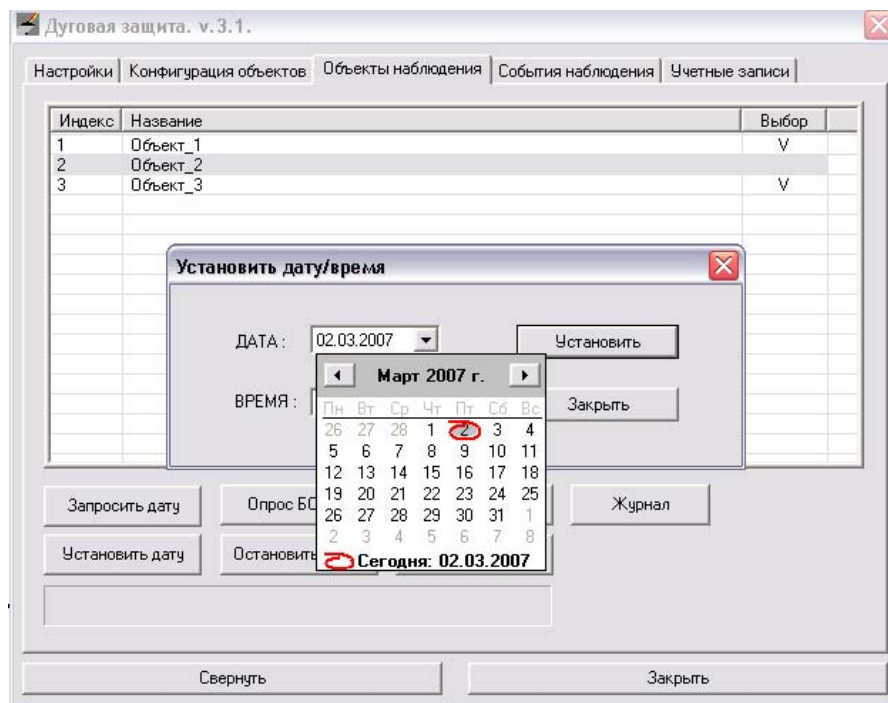 Дуговая защита. v.3.1.
Настройки Конфигурация объектов Объекты наблюдения События наблюдения Учетные записи
Индекс Название Выбор
1 Объект_1 V
2 Объект_2
3 Объект_3 V
Установить дату/время
ДАТА : 02.03.2007 Установить
Март 2007 г.
ВРЕМЯ : Закрыть
Пн Вт Ср Чт Пт Сб Вс
26 27 28 1 2 3 4
5 6 7 8 9 10 11
12 13 14 15 16 17 18
19 20 21 22 23 24 25
26 27 28 29 30 31 1
2 3 4 5 6 7 8
Сегодня: 02.03.2007
Запросить дату Опрос Журнал
Установить дату Остановить
Свернуть Закрыть